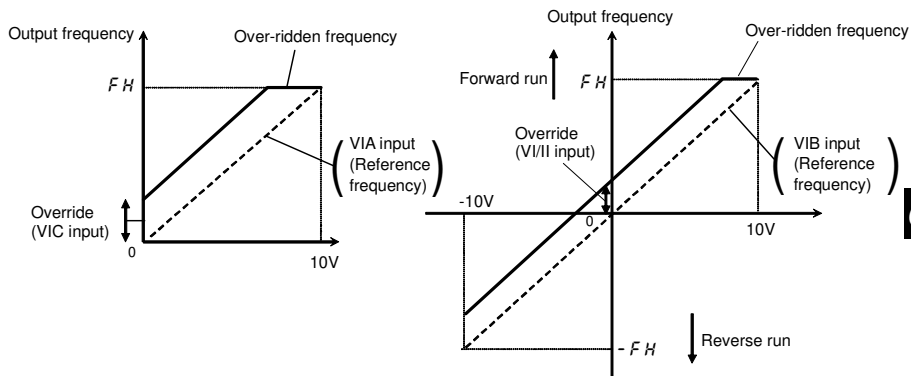 Output frequency
Over-ridden frequency
FH
VIA input
(Reference
frequency)
Override
(VIC input)
0
10V
Output frequency
Over-ridden frequency
Forward run
FH
Override
(VI/II input)
VIB input
(Reference
frequency)
-10V
0
10V
-FH
Reverse run